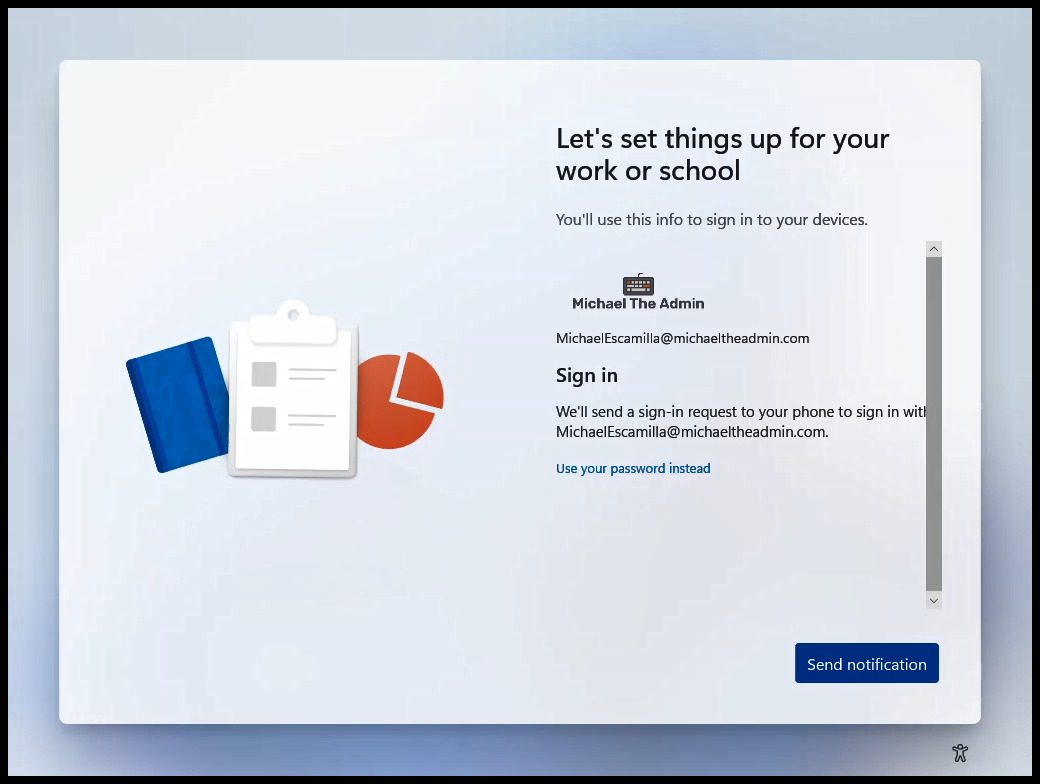 Let's set things up for your
work or school
You'll use this info to sign in to your devices.
Michael The Admin
MichaelEscamilla@michaeltheadmin.com
Sign in
We'll send a sign-in request to your phone to sign in with
MichaelEscamilla@michaeltheadmin.com.
Use your password instead
Send notification